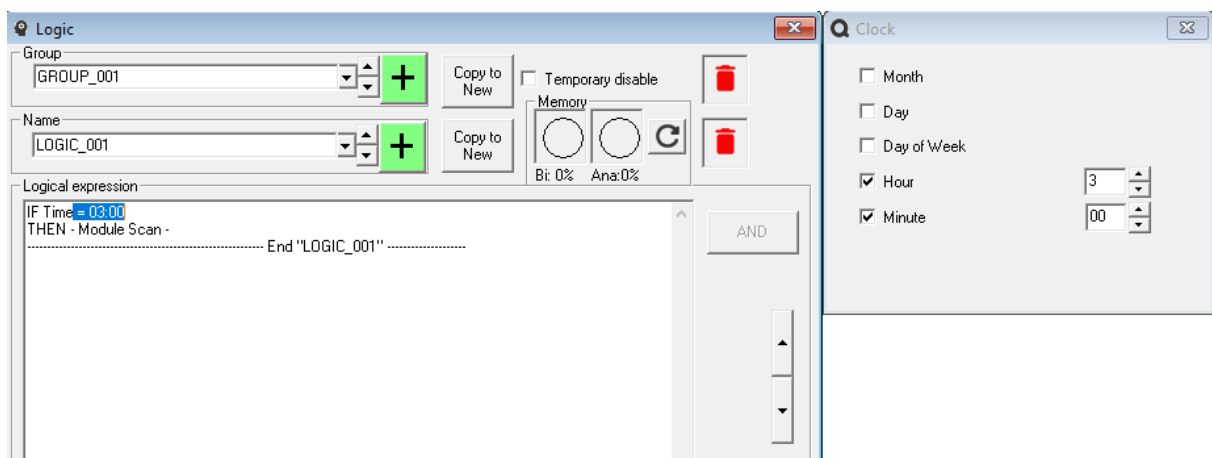 Logic
Group
GROUP_001
Copy to
New
Temporary disable
Memory
Name
LOGIC_001
Copy to
New
Bi: 0% Ana:0%
Logical expression
IF Time = 03:00
THEN - Module Scan -
------------------------------------------------------------ End "LOGIC_001" --------------------
AND
Clock
Month
Day
Day of Week
Hour 3
Minute 00